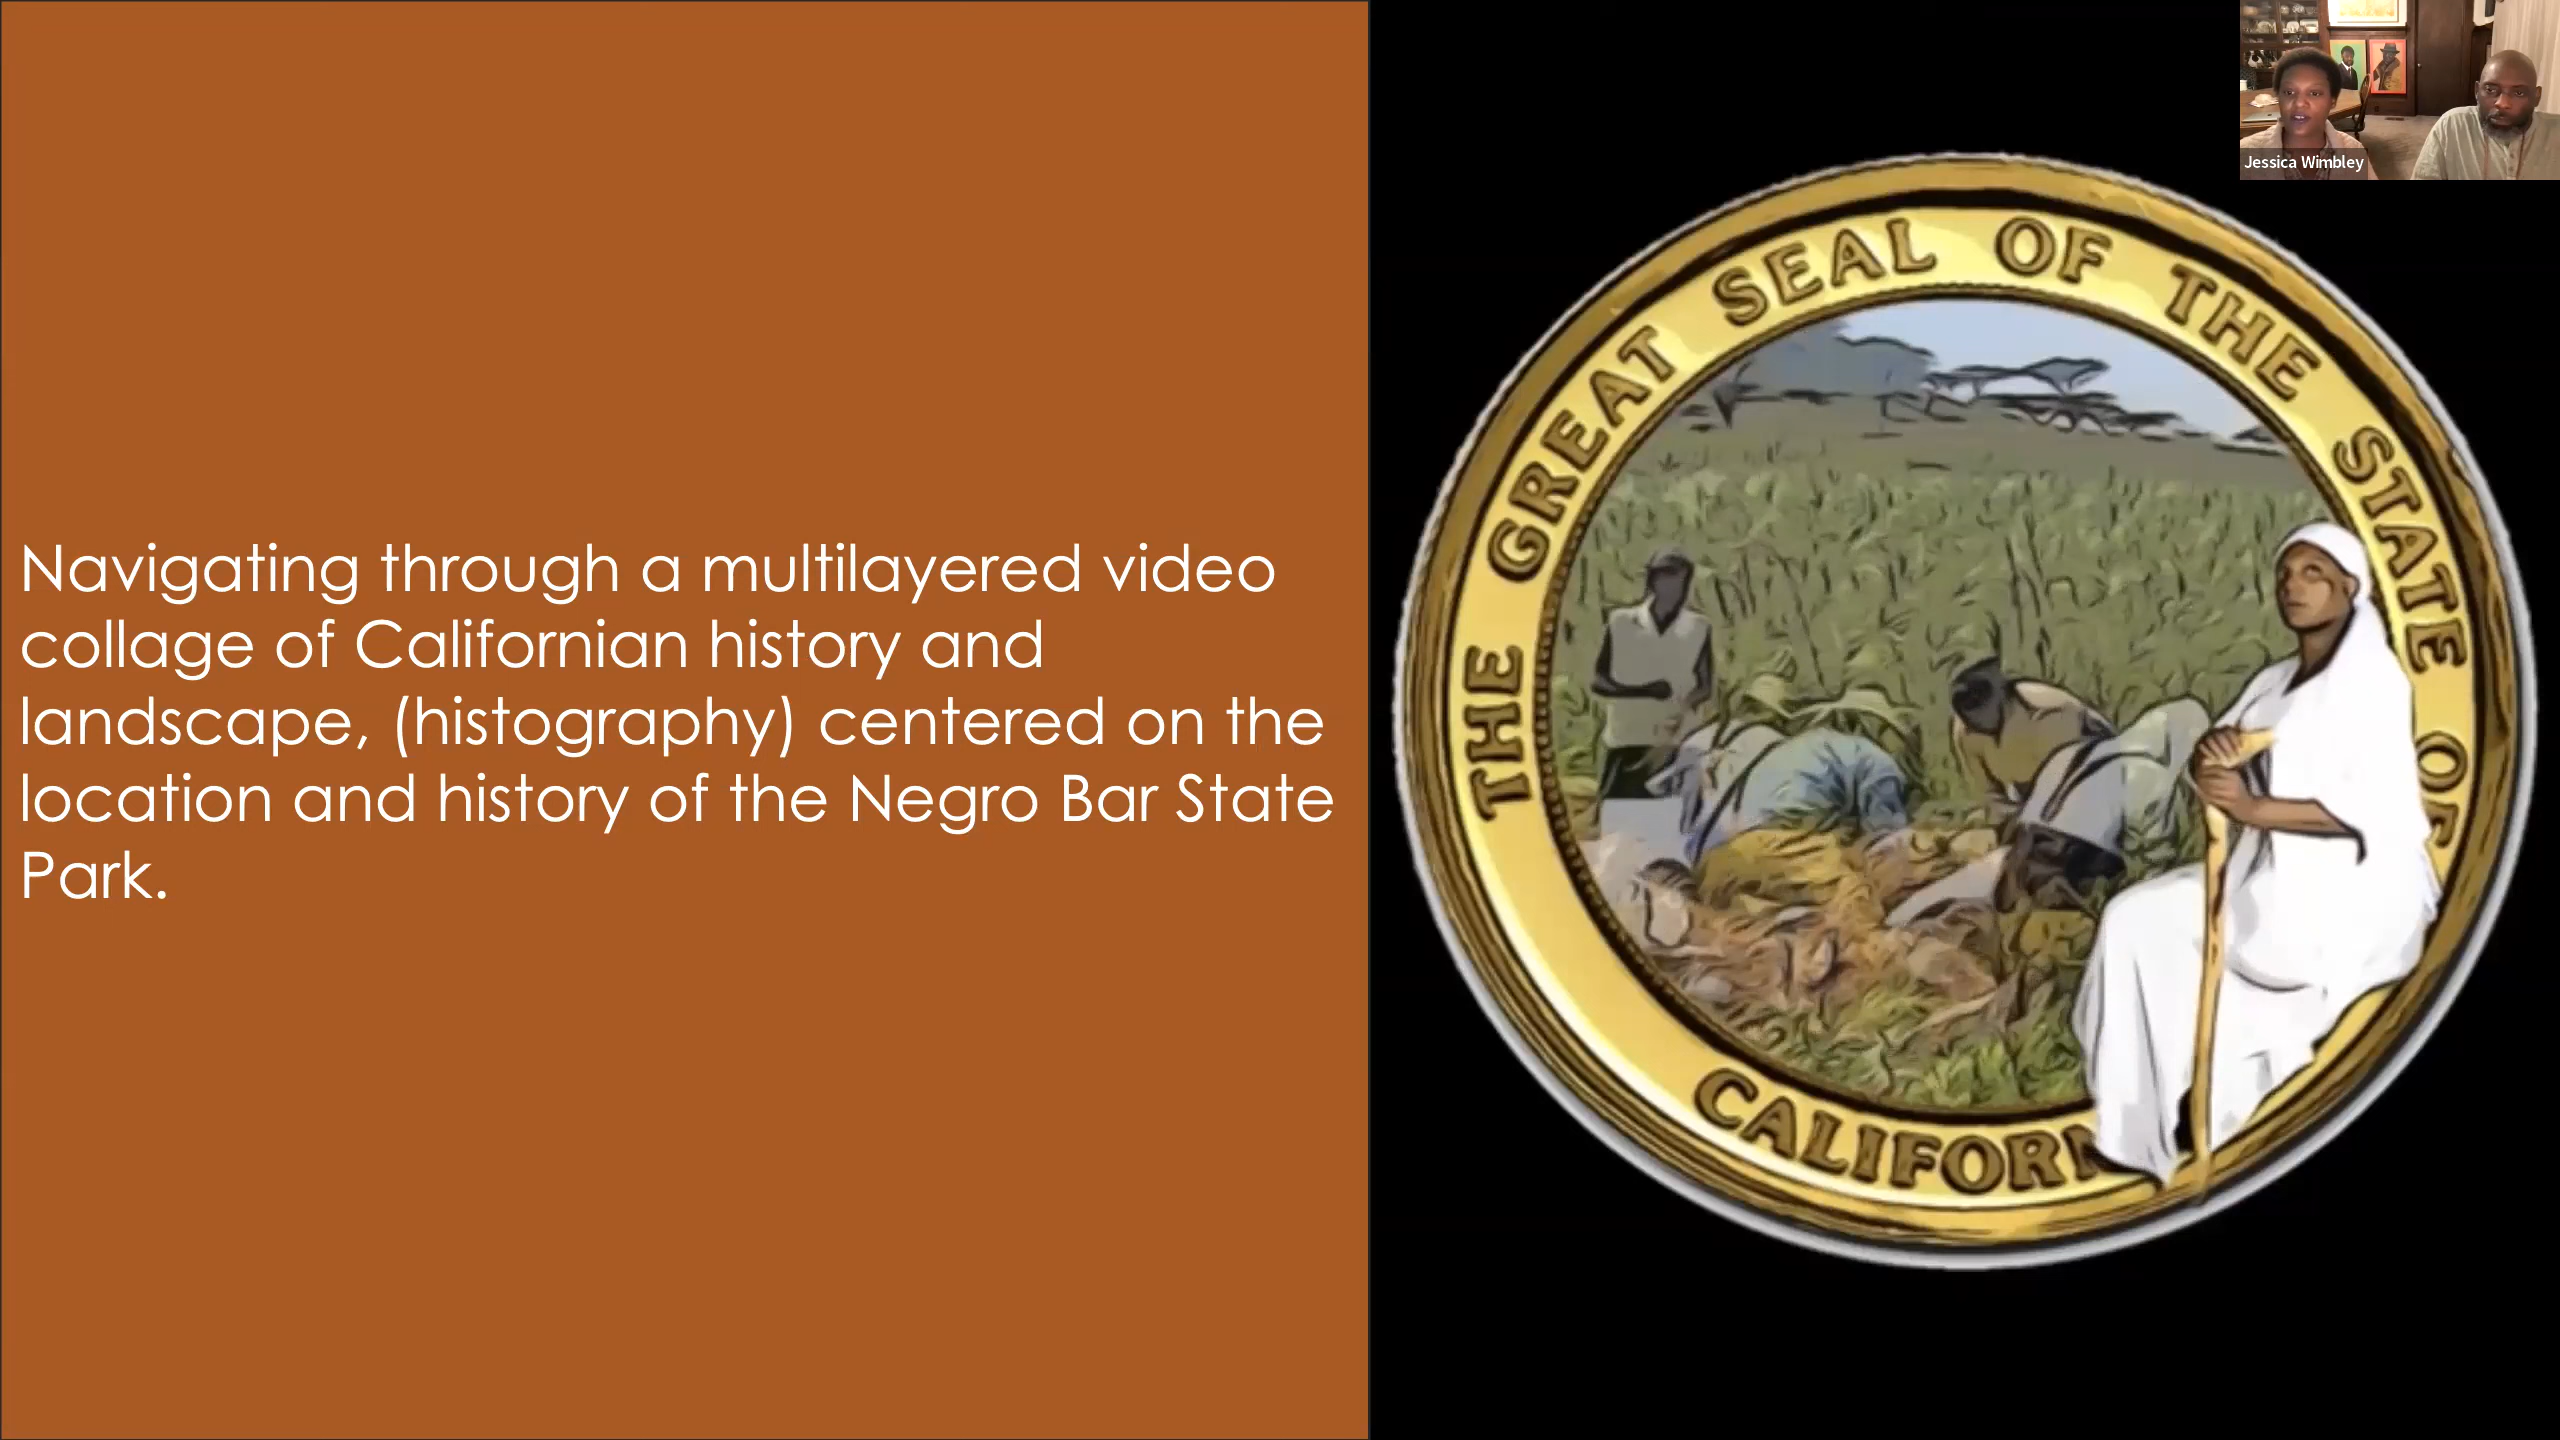 Navigating through a multilayered video
collage of Californian history and
landscape, (histography) centered on the
location and history of the Negro Bar State
Park.
THE GREAT SEAL OF THE STATE OF
CALIFORN
Jessica Wimbley